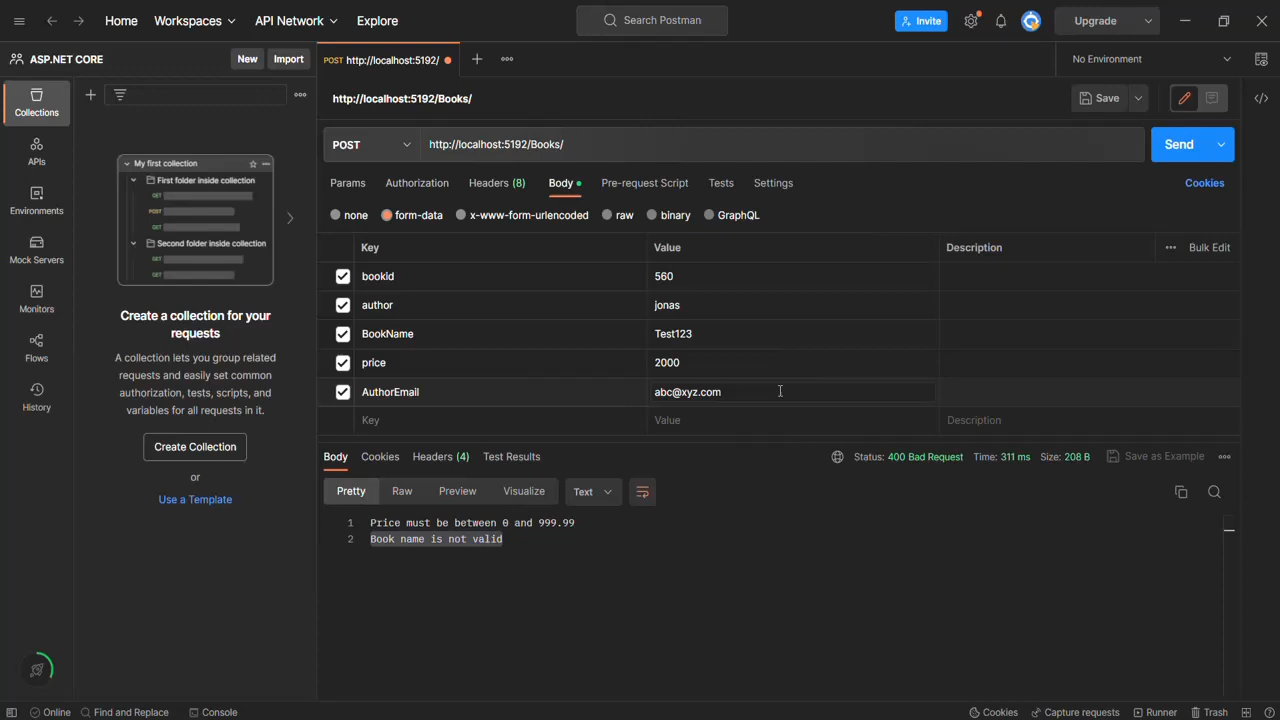 Home
Workspaces
API Network
Explore
Search Postman
Invite
Upgrade
ASP.NET CORE
New
Import
POST http://localhost:5192/
No Environment
Collections
APIs
Environments
Mock Servers
Monitors
Flows
History
My first collection
First folder inside collection
GET
POST
GET
Second folder inside collection
GET
GET
Create a collection for your
requests
A collection lets you group related
requests and easily set common
authorization, tests, scripts, and
variables for all requests in it.
Create Collection
or
Use a Template
http://localhost:5192/Books/
Save
POST
http://localhost:5192/Books/
Send
Params
Authorization
Headers (8)
Body
Pre-request Script
Tests
Settings
Cookies
none
form-data
x-www-form-urlencoded
raw
binary
GraphQL
Key Value Description
Bulk Edit
bookid 560
author jonas
BookName Test123
price 2000
AuthorEmail abc@xyz.com
Key Value Description
Body
Cookies
Headers (4)
Test Results
Status: 400 Bad Request
Time: 311 ms
Size: 208 B
Save as Example
Pretty
Raw
Preview
Visualize
Text
1 Price must be between 0 and 999.99
2 Book name is not valid
Online
Find and Replace
Console
Cookies
Capture requests
Runner
Trash